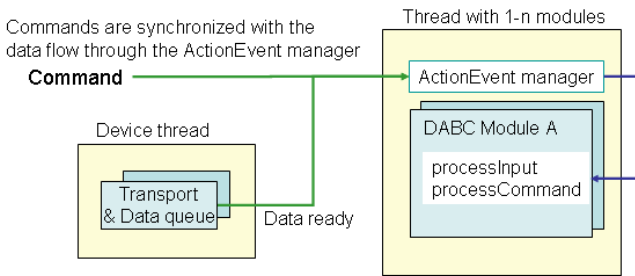 Commands are synchronized with the
data flow through the ActionEvent manager
Command
Thread with 1-n modules
ActionEvent manager
DABC Module A
processInput
processCommand
Device thread
Transport
& Data queue
Data ready